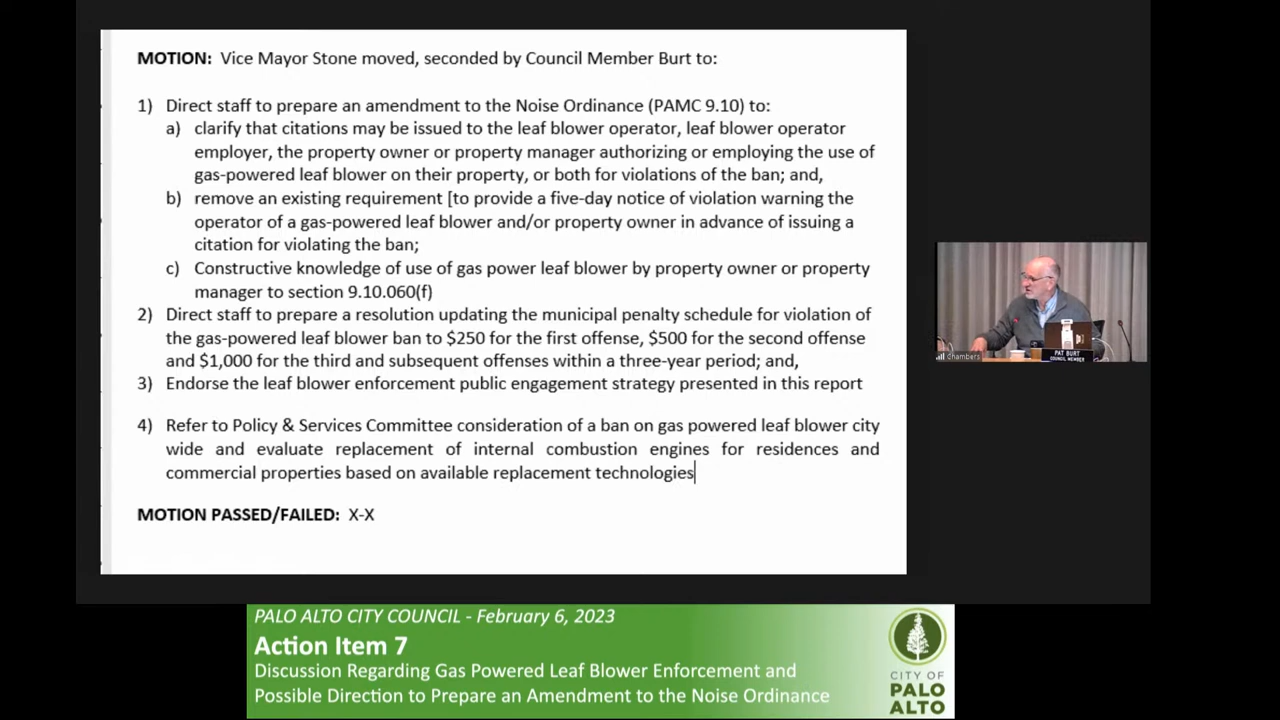 MOTION: Vice Mayor Stone moved, seconded by Council Member Burt to:
1) Direct staff to prepare an amendment to the Noise Ordinance (PAMC 9.10) to:
a) clarify that citations may be issued to the leaf blower operator, leaf blower operator
employer, the property owner or property manager authorizing or employing the use of
gas-powered leaf blower on their property, or both for violations of the ban; and,
b) remove an existing requirement [to provide a five-day notice of violation warning the
operator of a gas-powered leaf blower and/or property owner in advance of issuing a
citation for violating the ban;
c) Constructive knowledge of use of gas power leaf blower by property owner or property
manager to section 9.10.060(f)
2) Direct staff to prepare a resolution updating the municipal penalty schedule for violation of
the gas-powered leaf blower ban to $250 for the first offense, $500 for the second offense
and $1,000 for the third and subsequent offenses within a three-year period; and,
3) Endorse the leaf blower enforcement public engagement strategy presented in this report
4) Refer to Policy & Services Committee consideration of a ban on gas powered leaf blower city
wide and evaluate replacement of internal combustion engines for residences and
commercial properties based on available replacement technologies
MOTION PASSED/FAILED: X-X
chambers
PAT BURT
COUNCIL MEMBER
PALO ALTO CITY COUNCIL - February 6, 2023
Action Item 7
Discussion Regarding Gas Powered Leaf Blower Enforcement and
Possible Direction to Prepare an Amendment to the Noise Ordinance
CITY OF
PALO
ALTO